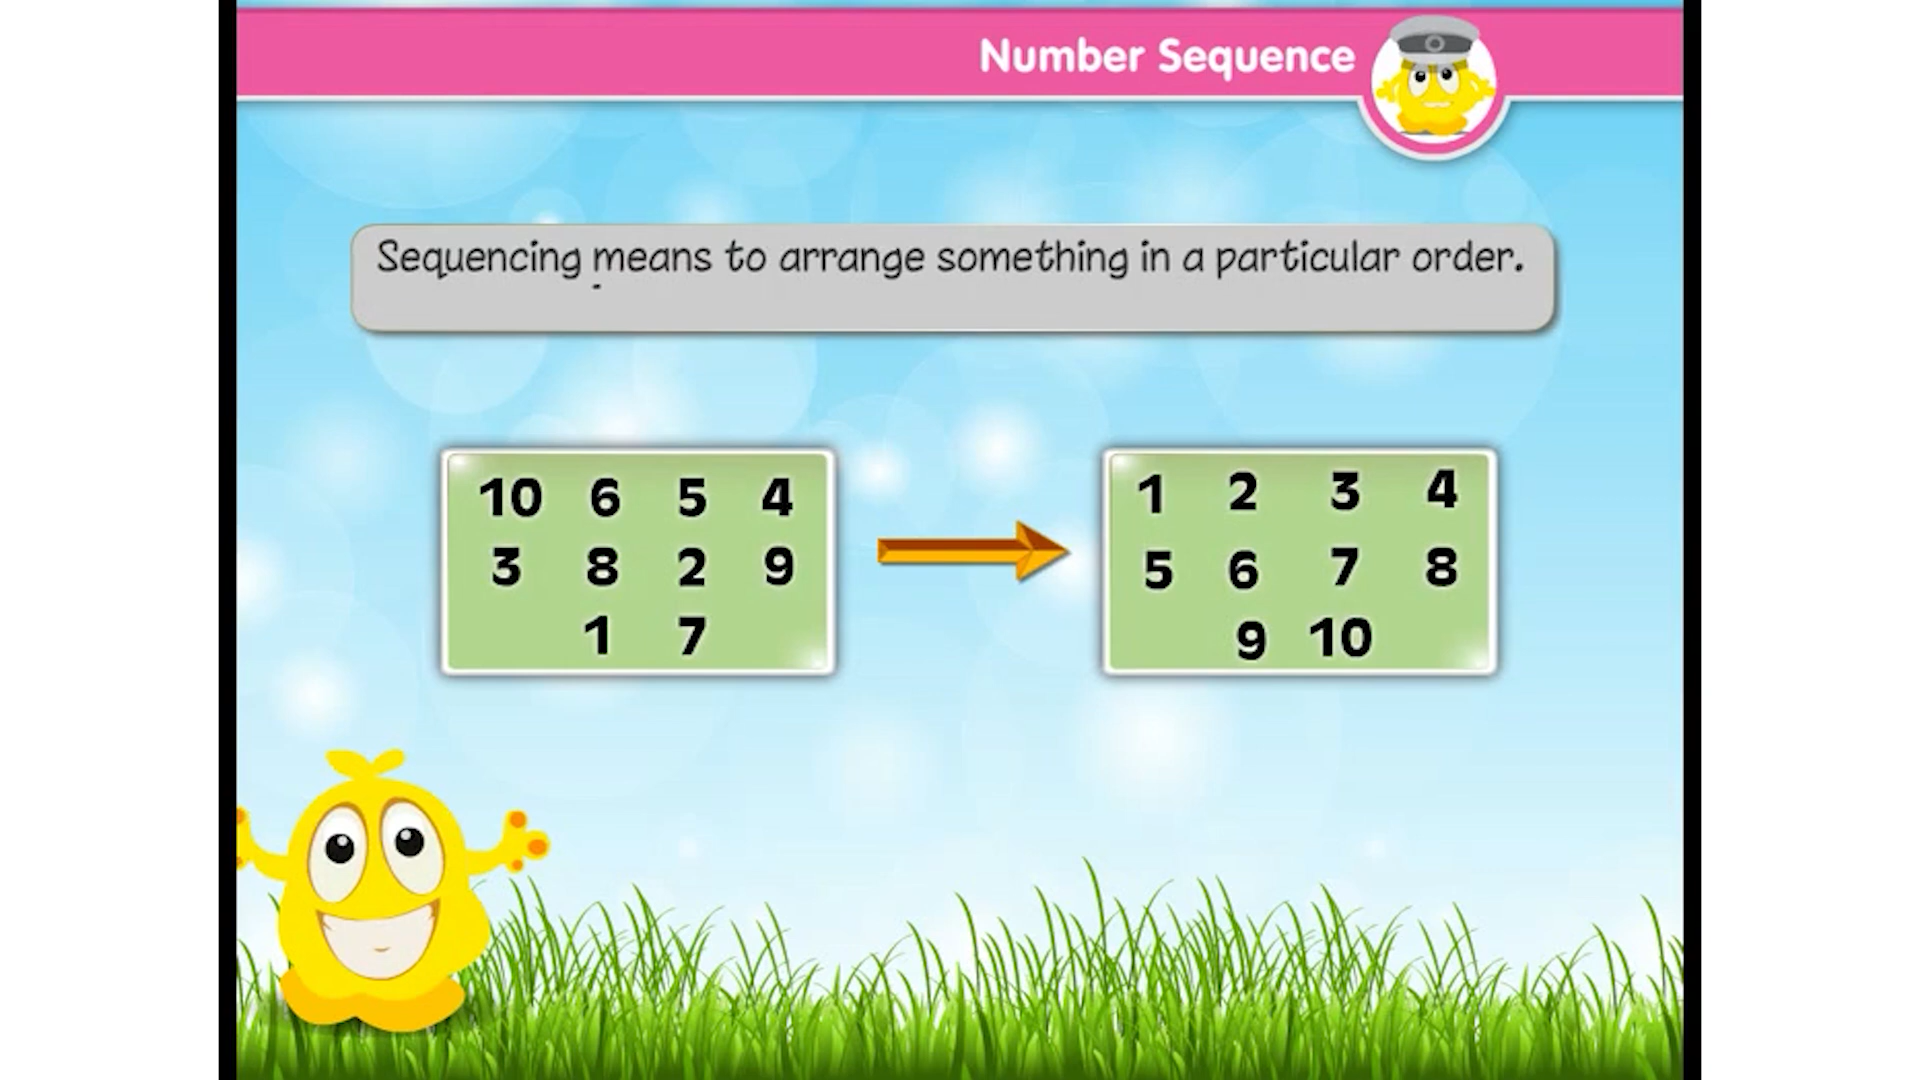 Number Sequence
Sequencing means to arrange something in a particular order.
10 6 5 4
3 8 2 9
1 7
1 2 3 4
5 6 7 8
9 10